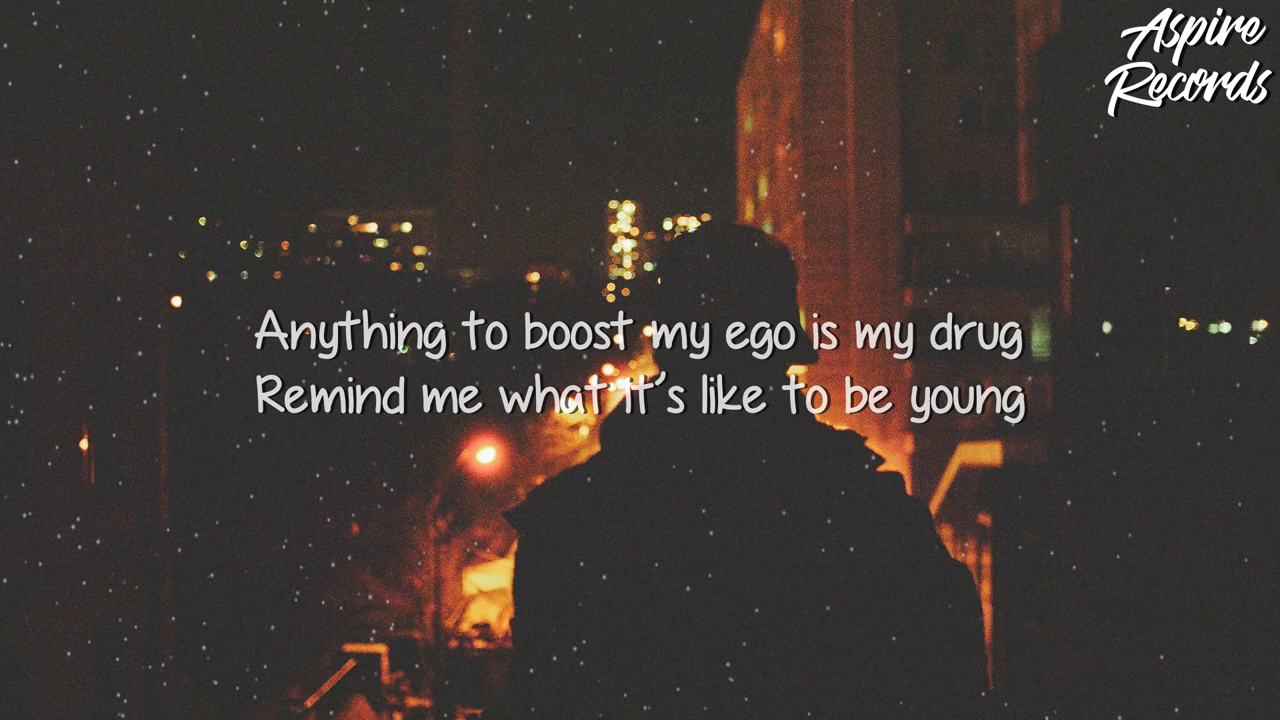 Aspire
Records
Anything to boost my ego is my drug
Remind me what it's like to be young